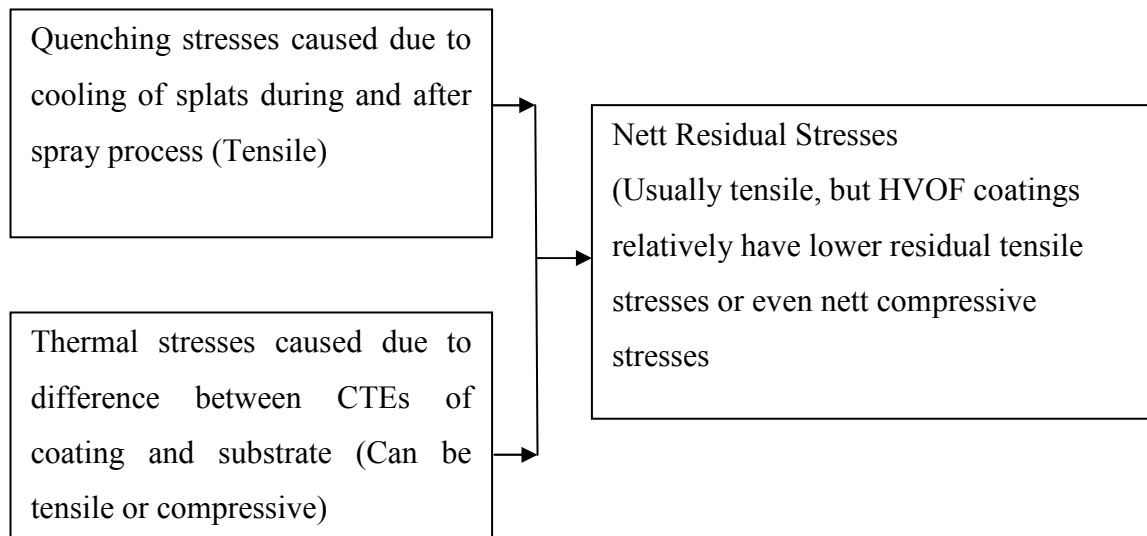 Quenching stresses caused due to
cooling of splats during and after
spray process (Tensile)
Thermal stresses caused due to
difference between CTEs of
coating and substrate (Can be
tensile or compressive)
Nett Residual Stresses
(Usually tensile, but HVOF coatings
relatively have lower residual tensile
stresses or even nett compressive
stresses